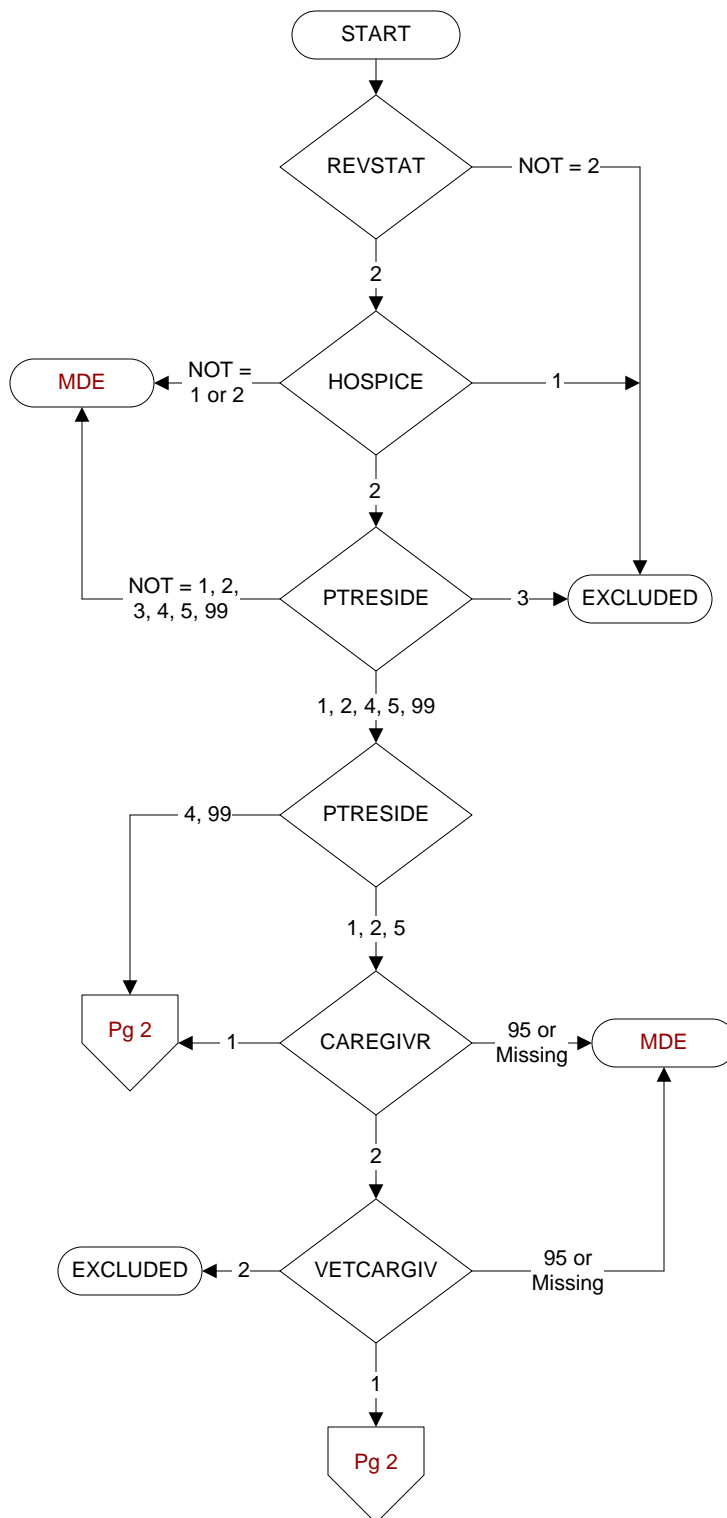 START
REVSTAT
NOT = 2
2
MDE
NOT =
1 or 2
HOSPICE
1
2
NOT = 1, 2,
3, 4, 5, 99
PTRESIDE
3
EXCLUDED
1, 2, 4, 5, 99
4, 99
PTRESIDE
1, 2, 5
Pg 2
1
CAREGIVR
95 or
Missing
MDE
2
EXCLUDED
2
VETCARGIV
95 or
Missing
1
Pg 2